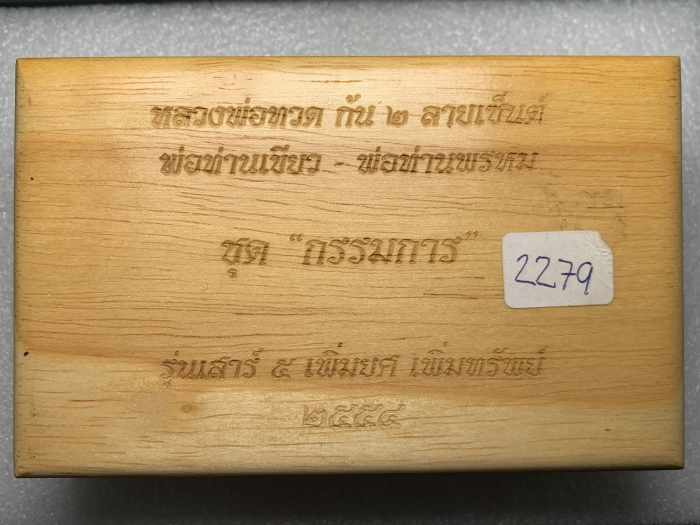 หลวงพ่อทวด ก้น ๒ ลายเซ็นต์
พ่อท่านเขียว - พ่อท่านพรหม
ชุด “กรรมการ”
2279
รุ่นเสาร์ ๕ เพิ่มยศ เพิ่มทรัพย์
๒๕๕๔